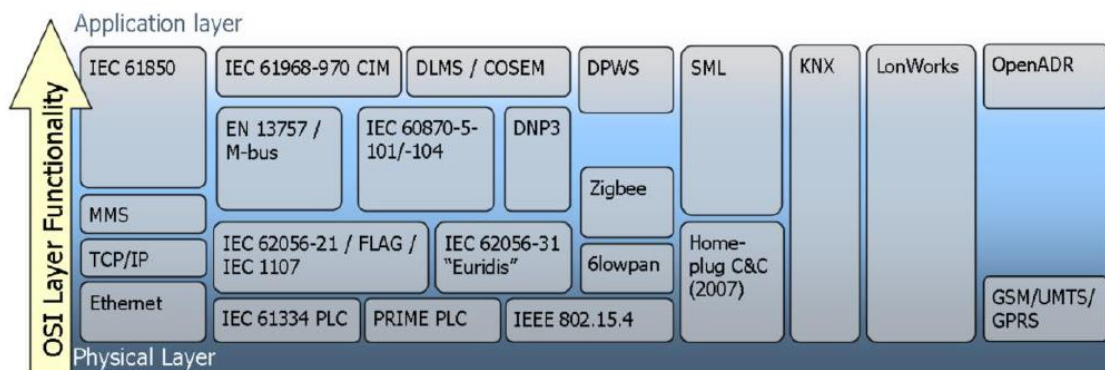 Application layer
OSI Layer Functionality
IEC 61850
IEC 61968-970 CIM
DLMS / COSEM
DPWS
SML
KNX
LonWorks
OpenADR
EN 13757 /
M-bus
IEC 60870-5-
101/-104
DNP3
Zigbee
MMS
TCP/IP
IEC 62056-21 / FLAG /
IEC 1107
IEC 62056-31
"Euridis"
6lowpan
Home-
plug C&C
(2007)
Ethernet
IEC 61334 PLC
PRIME PLC
IEEE 802.15.4
GSM/UMTS/
GPRS
Physical Layer